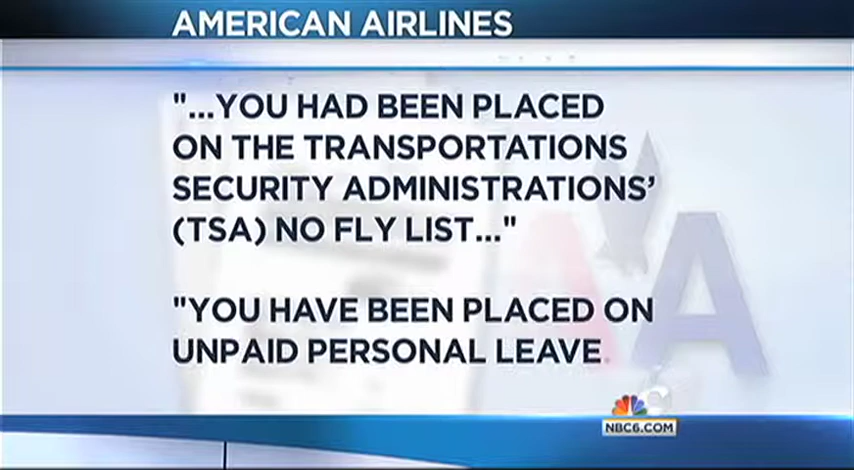 AMERICAN AIRLINES
"...YOU HAD BEEN PLACED
ON THE TRANSPORTATIONS
SECURITY ADMINISTRATIONS'
(TSA) NO FLY LIST..."
"YOU HAVE BEEN PLACED ON
UNPAID PERSONAL LEAVE
AA
NBC6.COM